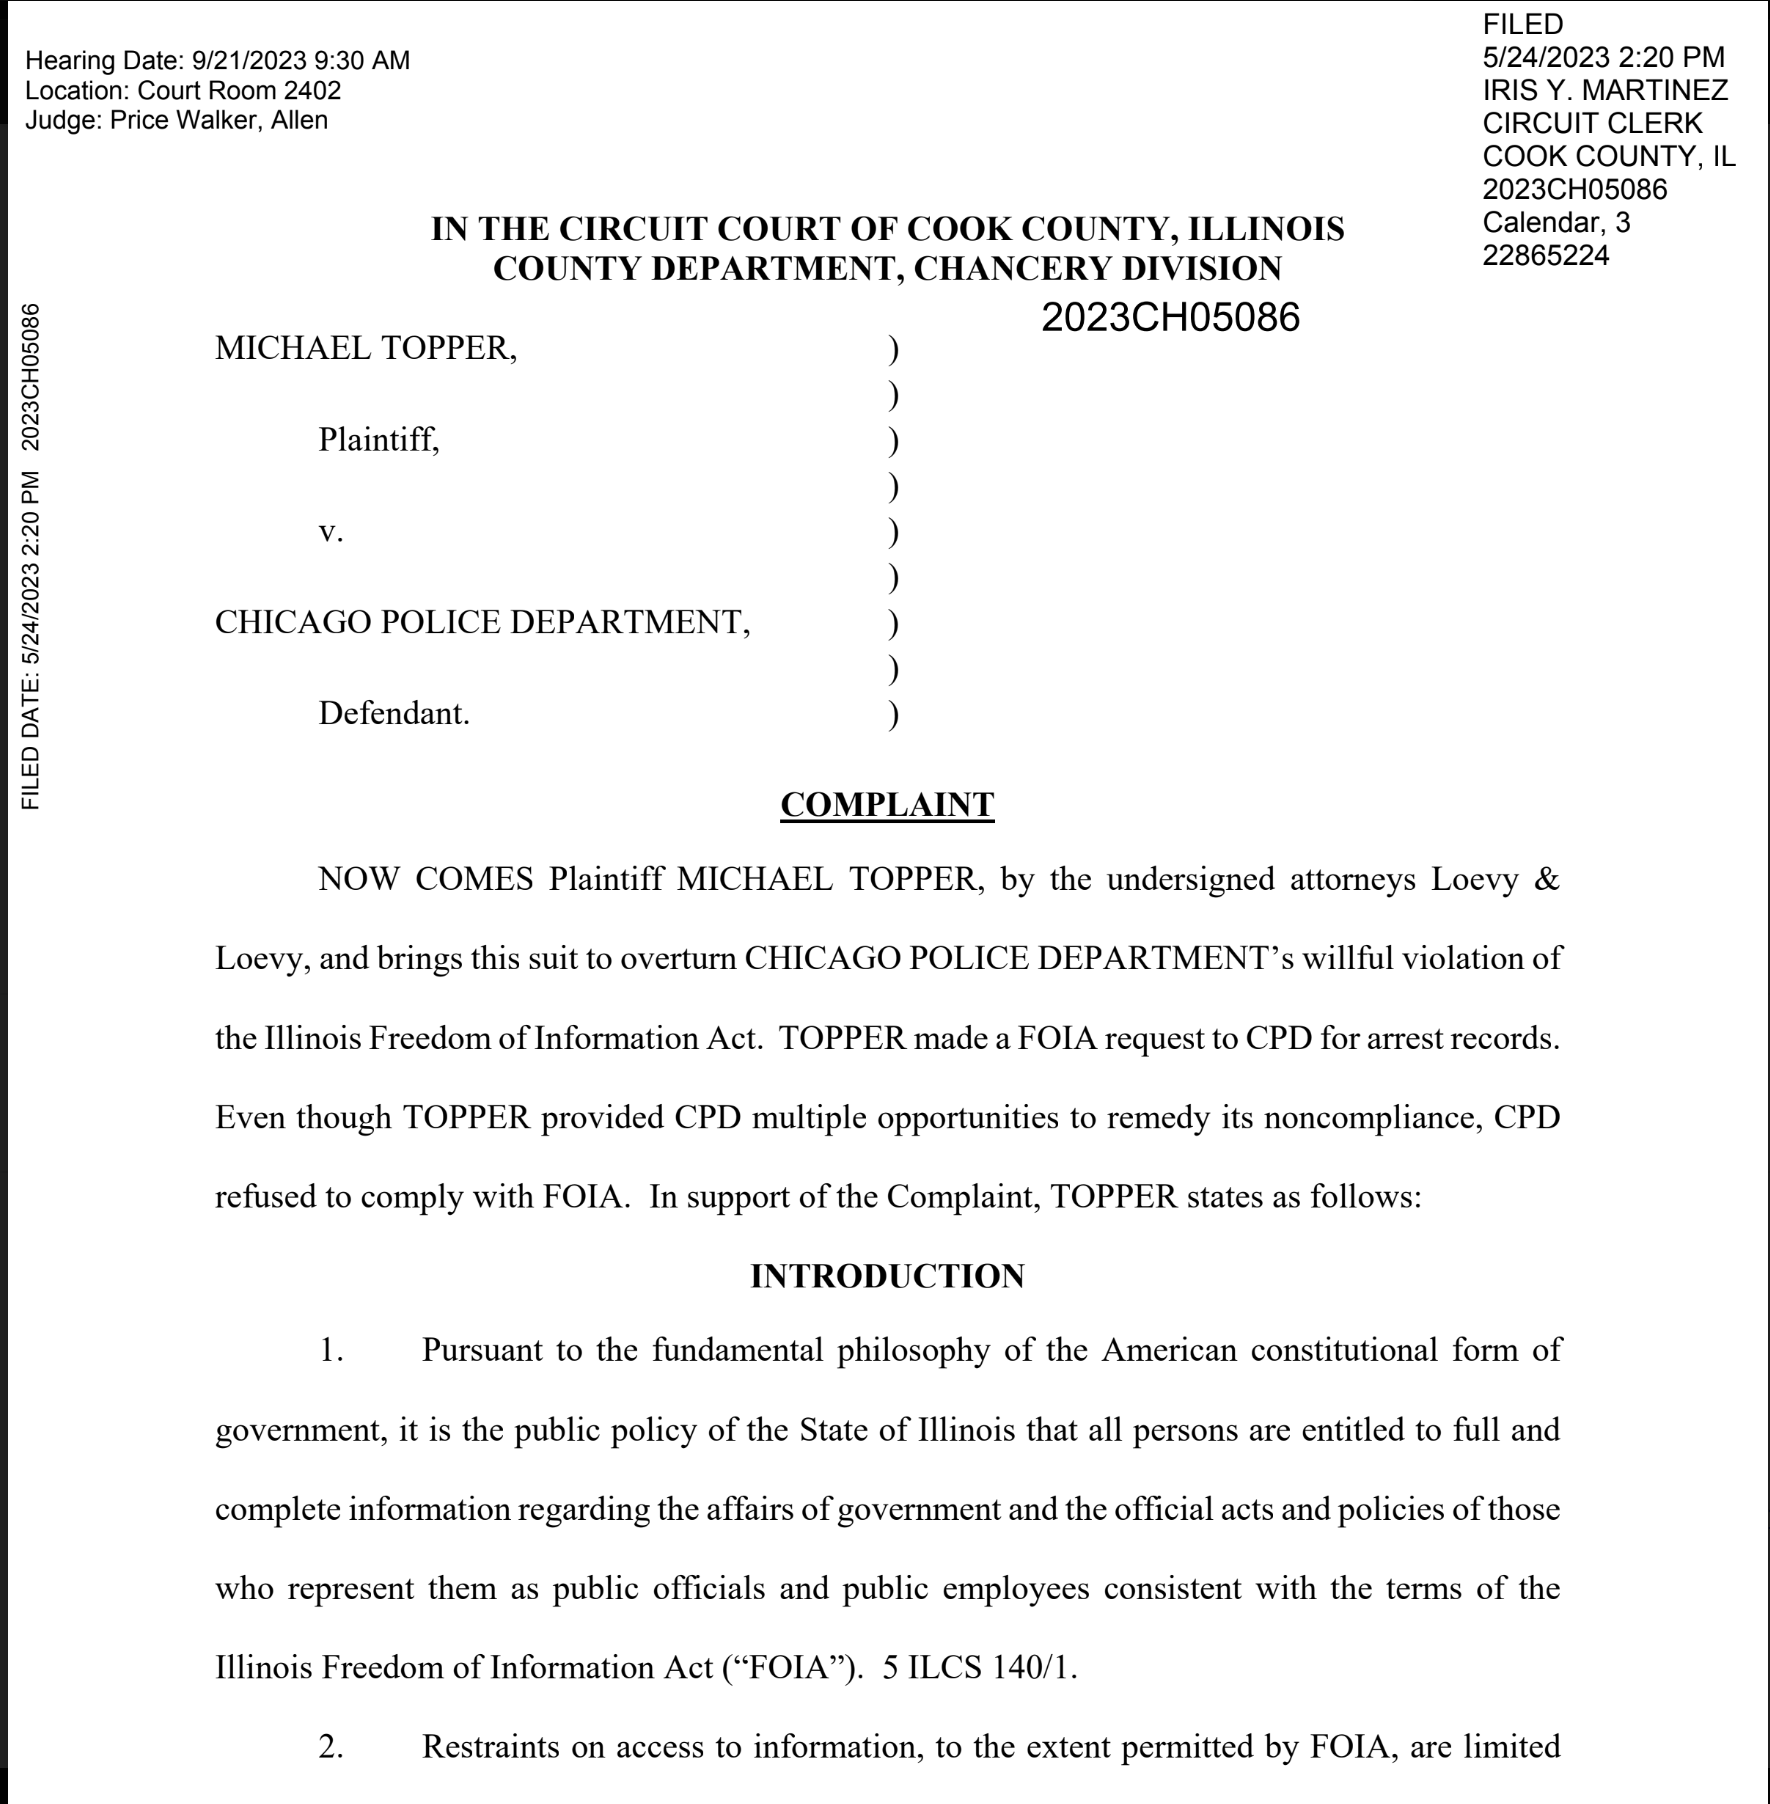 Hearing Date: 9/21/2023 9:30 AM
Location: Court Room 2402
Judge: Price Walker, Allen
FILED
5/24/2023 2:20 PM
IRIS Y. MARTINEZ
CIRCUIT CLERK
COOK COUNTY, IL
2023CH05086
Calendar, 3
22865224
FILED DATE: 5/24/2023 2:20 PM 2023CH05086
IN THE CIRCUIT COURT OF COOK COUNTY, ILLINOIS
COUNTY DEPARTMENT, CHANCERY DIVISION
2023CH05086
MICHAEL TOPPER, )
)
Plaintiff, )
)
v. )
)
CHICAGO POLICE DEPARTMENT, )
)
Defendant. )
COMPLAINT
NOW COMES Plaintiff MICHAEL TOPPER, by the undersigned attorneys Loevy &
Loevy, and brings this suit to overturn CHICAGO POLICE DEPARTMENT’s willful violation of
the Illinois Freedom of Information Act. TOPPER made a FOIA request to CPD for arrest records.
Even though TOPPER provided CPD multiple opportunities to remedy its noncompliance, CPD
refused to comply with FOIA. In support of the Complaint, TOPPER states as follows:
INTRODUCTION
1. Pursuant to the fundamental philosophy of the American constitutional form of
government, it is the public policy of the State of Illinois that all persons are entitled to full and
complete information regarding the affairs of government and the official acts and policies of those
who represent them as public officials and public employees consistent with the terms of the
Illinois Freedom of Information Act (“FOIA”). 5 ILCS 140/1.
2. Restraints on access to information, to the extent permitted by FOIA, are limited